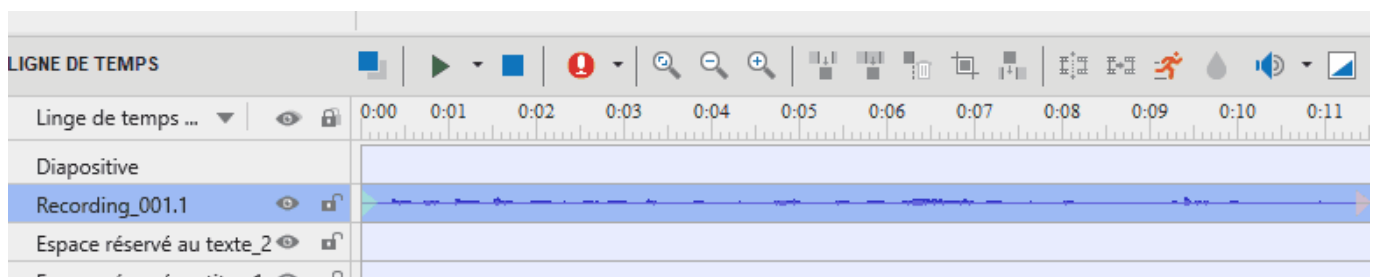 LIGNE DE TEMPS
Linge de temps ... 0:00 0:01 0:02 0:03 0:04 0:05 0:06 0:07 0:08 0:09 0:10 0:11
Diapositive
Recording_001.1
Espace réservé au texte_2